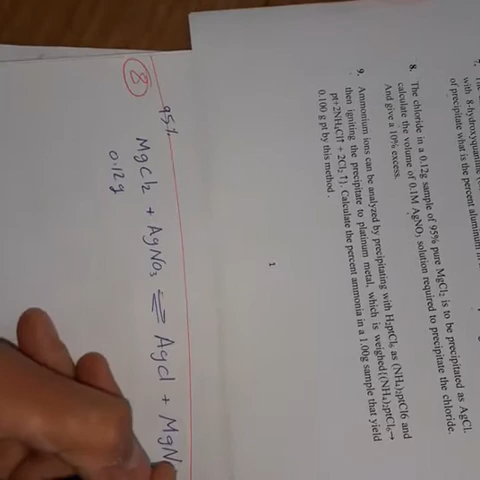 with 8-hydroxyquinone
of precipitate what is the percent aluminum
8. The chloride in a 0.12g sample of 95% pure MgCl₂ is to be precipitated as AgCl.
calculate the volume of 0.1M AgNO₃ solution required to precipitate the chloride.
And give a 10% excess.
9. Ammonium ions can be analyzed by precipitating with H₂ptCl₆ as (NH₄)₂ptCl6 and
then igniting the precipitate to platinum metal, which is weighed{(NH₄)₂ptCl₆→
pt+2NH₄Cl↑ + 2Cl₂ ↑}. Calculate the percent ammonia in a 1.00g sample that yield
0.100 g pt by this method .
1
95%
MgCl₂ + AgNO₃ ⇌ AgCl + MgN
0.12g
8